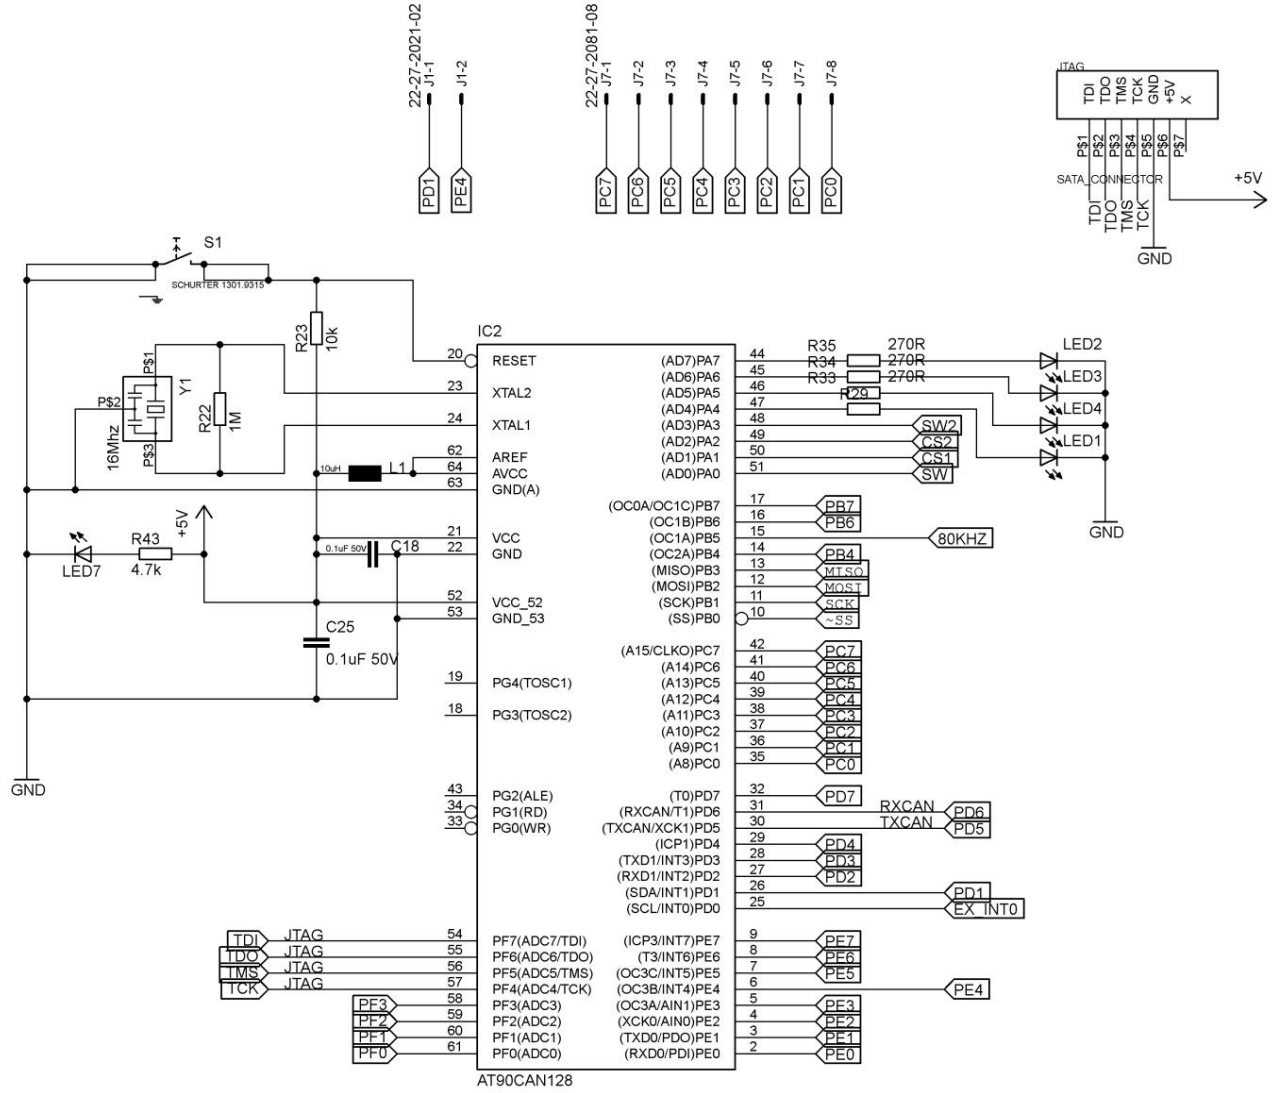 22-27-2021-02
J1-1
J1-2
22-27-2081-08
J7-1
J7-2
J7-3
J7-4
J7-5
J7-6
J7-7
J7-8
PD1
PE4
PC7
PC6
PC5
PC4
PC3
PC2
PC1
PC0
JTAG
TDI
TDO
TMS
TCK
GND
+5V
X
P$1
P$2
P$3
P$4
P$5
P$6
P$7
SATA_CONNECTOR
+5V
TDI
TDO
TMS
TCK
GND
S1
SCHURTER 1301.9315
R23
10k
IC2
P$1
P$2
P$3
Y1
16Mhz
R22
1M
10uH
L1
+5V
R43
4.7k
LED7
0.1uF 50V
C18
C25
0.1uF 50V
GND
20 RESET
23 XTAL2
24 XTAL1
62 AREF
64 AVCC
63 GND(A)
21 VCC
22 GND
52 VCC_52
53 GND_53
19 PG4(TOSC1)
18 PG3(TOSC2)
43 PG2(ALE)
34 PG1(RD)
33 PG0(WR)
TDI JTAG 54 PF7(ADC7/TDI)
TDO JTAG 55 PF6(ADC6/TDO)
TMS JTAG 56 PF5(ADC5/TMS)
TCK JTAG 57 PF4(ADC4/TCK)
PF3 58 PF3(ADC3)
PF2 59 PF2(ADC2)
PF1 60 PF1(ADC1)
PF0 61 PF0(ADC0)
(AD7)PA7 44 R35 270R LED2
(AD6)PA6 45 R34 270R LED3
(AD5)PA5 46 R33 270R LED4
(AD4)PA4 47 R29 LED1
(AD3)PA3 48 SW2
(AD2)PA2 49 CS2
(AD1)PA1 50 CS1
(AD0)PA0 51 SW
GND
(OC0A/OC1C)PB7 17 PB7
(OC1B)PB6 16 PB6
(OC1A)PB5 15 80KHZ
(OC2A)PB4 14 PB4
(MISO)PB3 13 MISO
(MOSI)PB2 12 MOSI
(SCK)PB1 11 SCK
(SS)PB0 10 ~SS
(A15/CLKO)PC7 42 PC7
(A14)PC6 41 PC6
(A13)PC5 40 PC5
(A12)PC4 39 PC4
(A11)PC3 38 PC3
(A10)PC2 37 PC2
(A9)PC1 36 PC1
(A8)PC0 35 PC0
(T0)PD7 32 PD7
(RXCAN/T1)PD6 31 RXCAN PD6
(TXCAN/XCK1)PD5 30 TXCAN PD5
(ICP1)PD4 29 PD4
(TXD1/INT3)PD3 28 PD3
(RXD1/INT2)PD2 27 PD2
(SDA/INT1)PD1 26 PD1
(SCL/INT0)PD0 25 EX_INT0
(ICP3/INT7)PE7 9 PE7
(T3/INT6)PE6 8 PE6
(OC3C/INT5)PE5 7 PE5
(OC3B/INT4)PE4 6 PE4
(OC3A/AIN1)PE3 5 PE3
(XCK0/AIN0)PE2 4 PE2
(TXD0/PDO)PE1 3 PE1
(RXD0/PDI)PE0 2 PE0
AT90CAN128